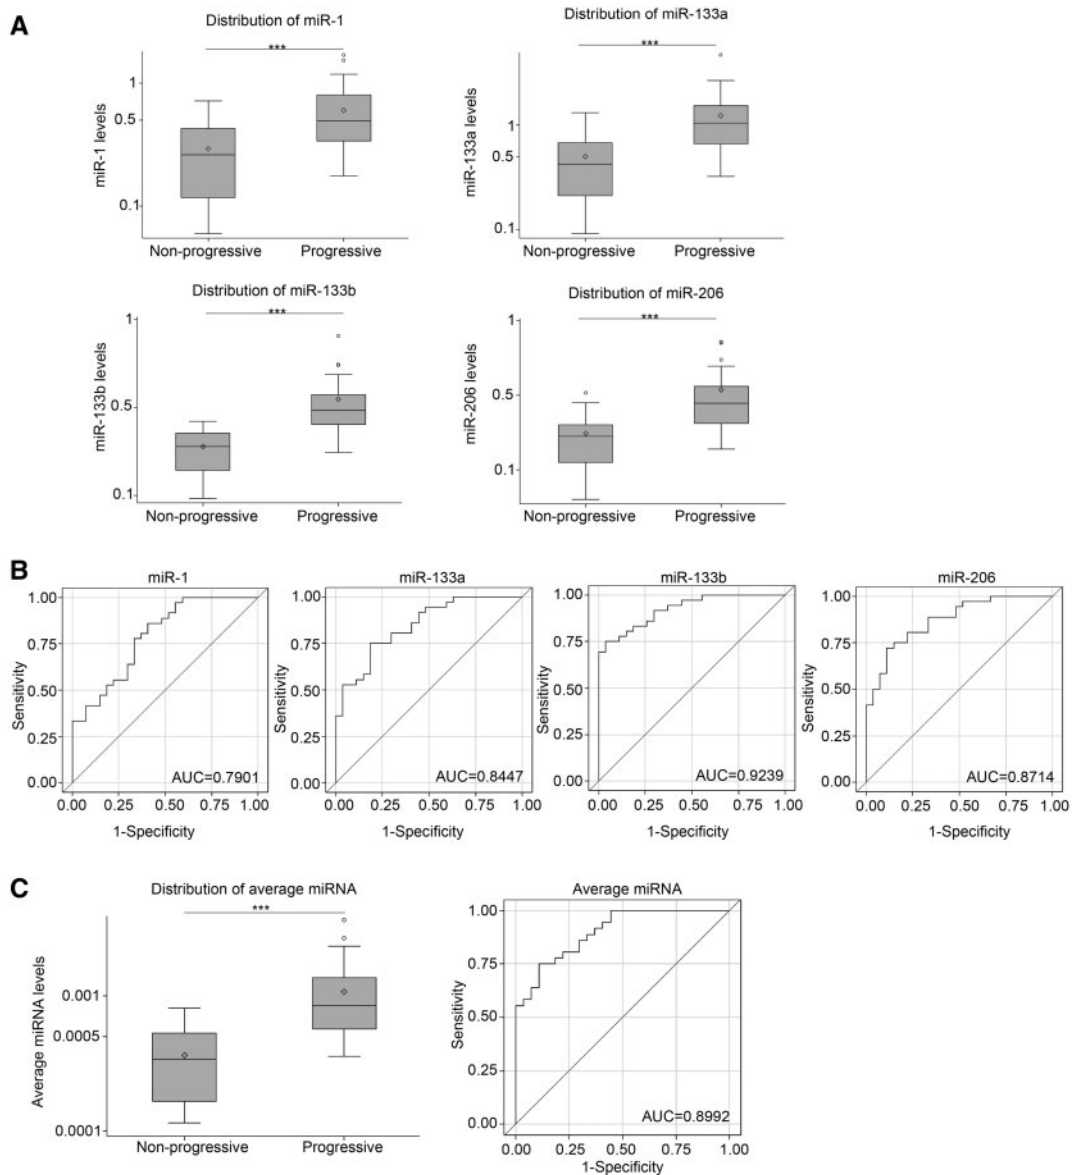 A
Distribution of miR-1
***
miR-1 levels
1
0.5
0.1
Non-progressive
Progressive
Distribution of miR-133a
***
miR-133a levels
1
0.5
0.1
Non-progressive
Progressive
Distribution of miR-133b
***
miR-133b levels
1
0.5
0.1
Non-progressive
Progressive
Distribution of miR-206
***
miR-206 levels
1
0.5
0.1
Non-progressive
Progressive
B
miR-1
Sensitivity
1.00
0.75
0.50
0.25
0.00
AUC=0.7901
0.00 0.25 0.50 0.75 1.00
1-Specificity
miR-133a
Sensitivity
1.00
0.75
0.50
0.25
0.00
AUC=0.8447
0.00 0.25 0.50 0.75 1.00
1-Specificity
miR-133b
Sensitivity
1.00
0.75
0.50
0.25
0.00
AUC=0.9239
0.00 0.25 0.50 0.75 1.00
1-Specificity
miR-206
Sensitivity
1.00
0.75
0.50
0.25
0.00
AUC=0.8714
0.00 0.25 0.50 0.75 1.00
1-Specificity
C
Distribution of average miRNA
***
Average miRNA levels
0.001
0.0005
0.0001
Non-progressive
Progressive
Average miRNA
Sensitivity
1.00
0.75
0.50
0.25
0.00
AUC=0.8992
0.00 0.25 0.50 0.75 1.00
1-Specificity